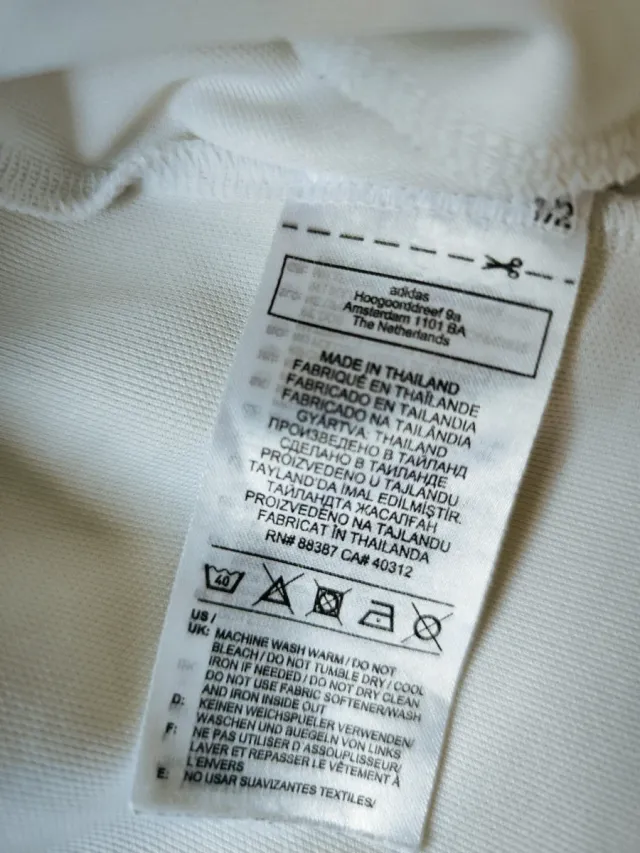 1/2
adidas
Hoogoorddreef 9a
Amsterdam 1101 BA
The Netherlands
MADE IN THAILAND
FABRIQUÉ EN THAÏLANDE
FABRICADO EN TAILANDIA
FABRICADO NA TAILÂNDIA
GYÁRTVA: THAILAND
ПРОИЗВЕДЕНО В ТАЙЛАНД
СДЕЛАНО В ТАИЛАНДЕ
PROIZVEDENO U TAJLANDU
TAYLAND'DA İMAL EDİLMİŞTİR.
ТАЙЛАНДТА ЖАСАЛҒАН
PROIZVEDENO NA TAJLANDU
FABRICAT ÎN THAILANDA
RN# 88387 CA# 40312
40
US /
UK: MACHINE WASH WARM / DO NOT
BLEACH / DO NOT TUMBLE DRY / COOL
IRON IF NEEDED / DO NOT DRY CLEAN
DO NOT USE FABRIC SOFTENER/WASH
AND IRON INSIDE OUT
D: KEINEN WEICHSPUELER VERWENDEN/
WASCHEN UND BUEGELN VON LINKS
F: NE PAS UTILISER D'ASSOUPLISSEUR/
LAVER ET REPASSER LE VÊTEMENT À
L'ENVERS
E: NO USAR SUAVIZANTES TEXTILES/